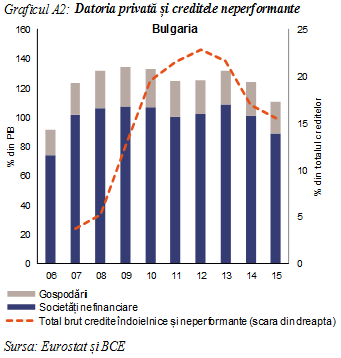 Graficul A2: Datoria privată și creditele neperformante
Bulgaria
160
140
120
100
80
60
40
20
0
% din PIB
25
20
15
10
5
0
% din totalul creditelor
06 07 08 09 10 11 12 13 14 15
Gospodării
Societăți nefinanciare
Total brut credite îndoielnice și neperformante (scara din dreapta)
Sursa: Eurostat și BCE